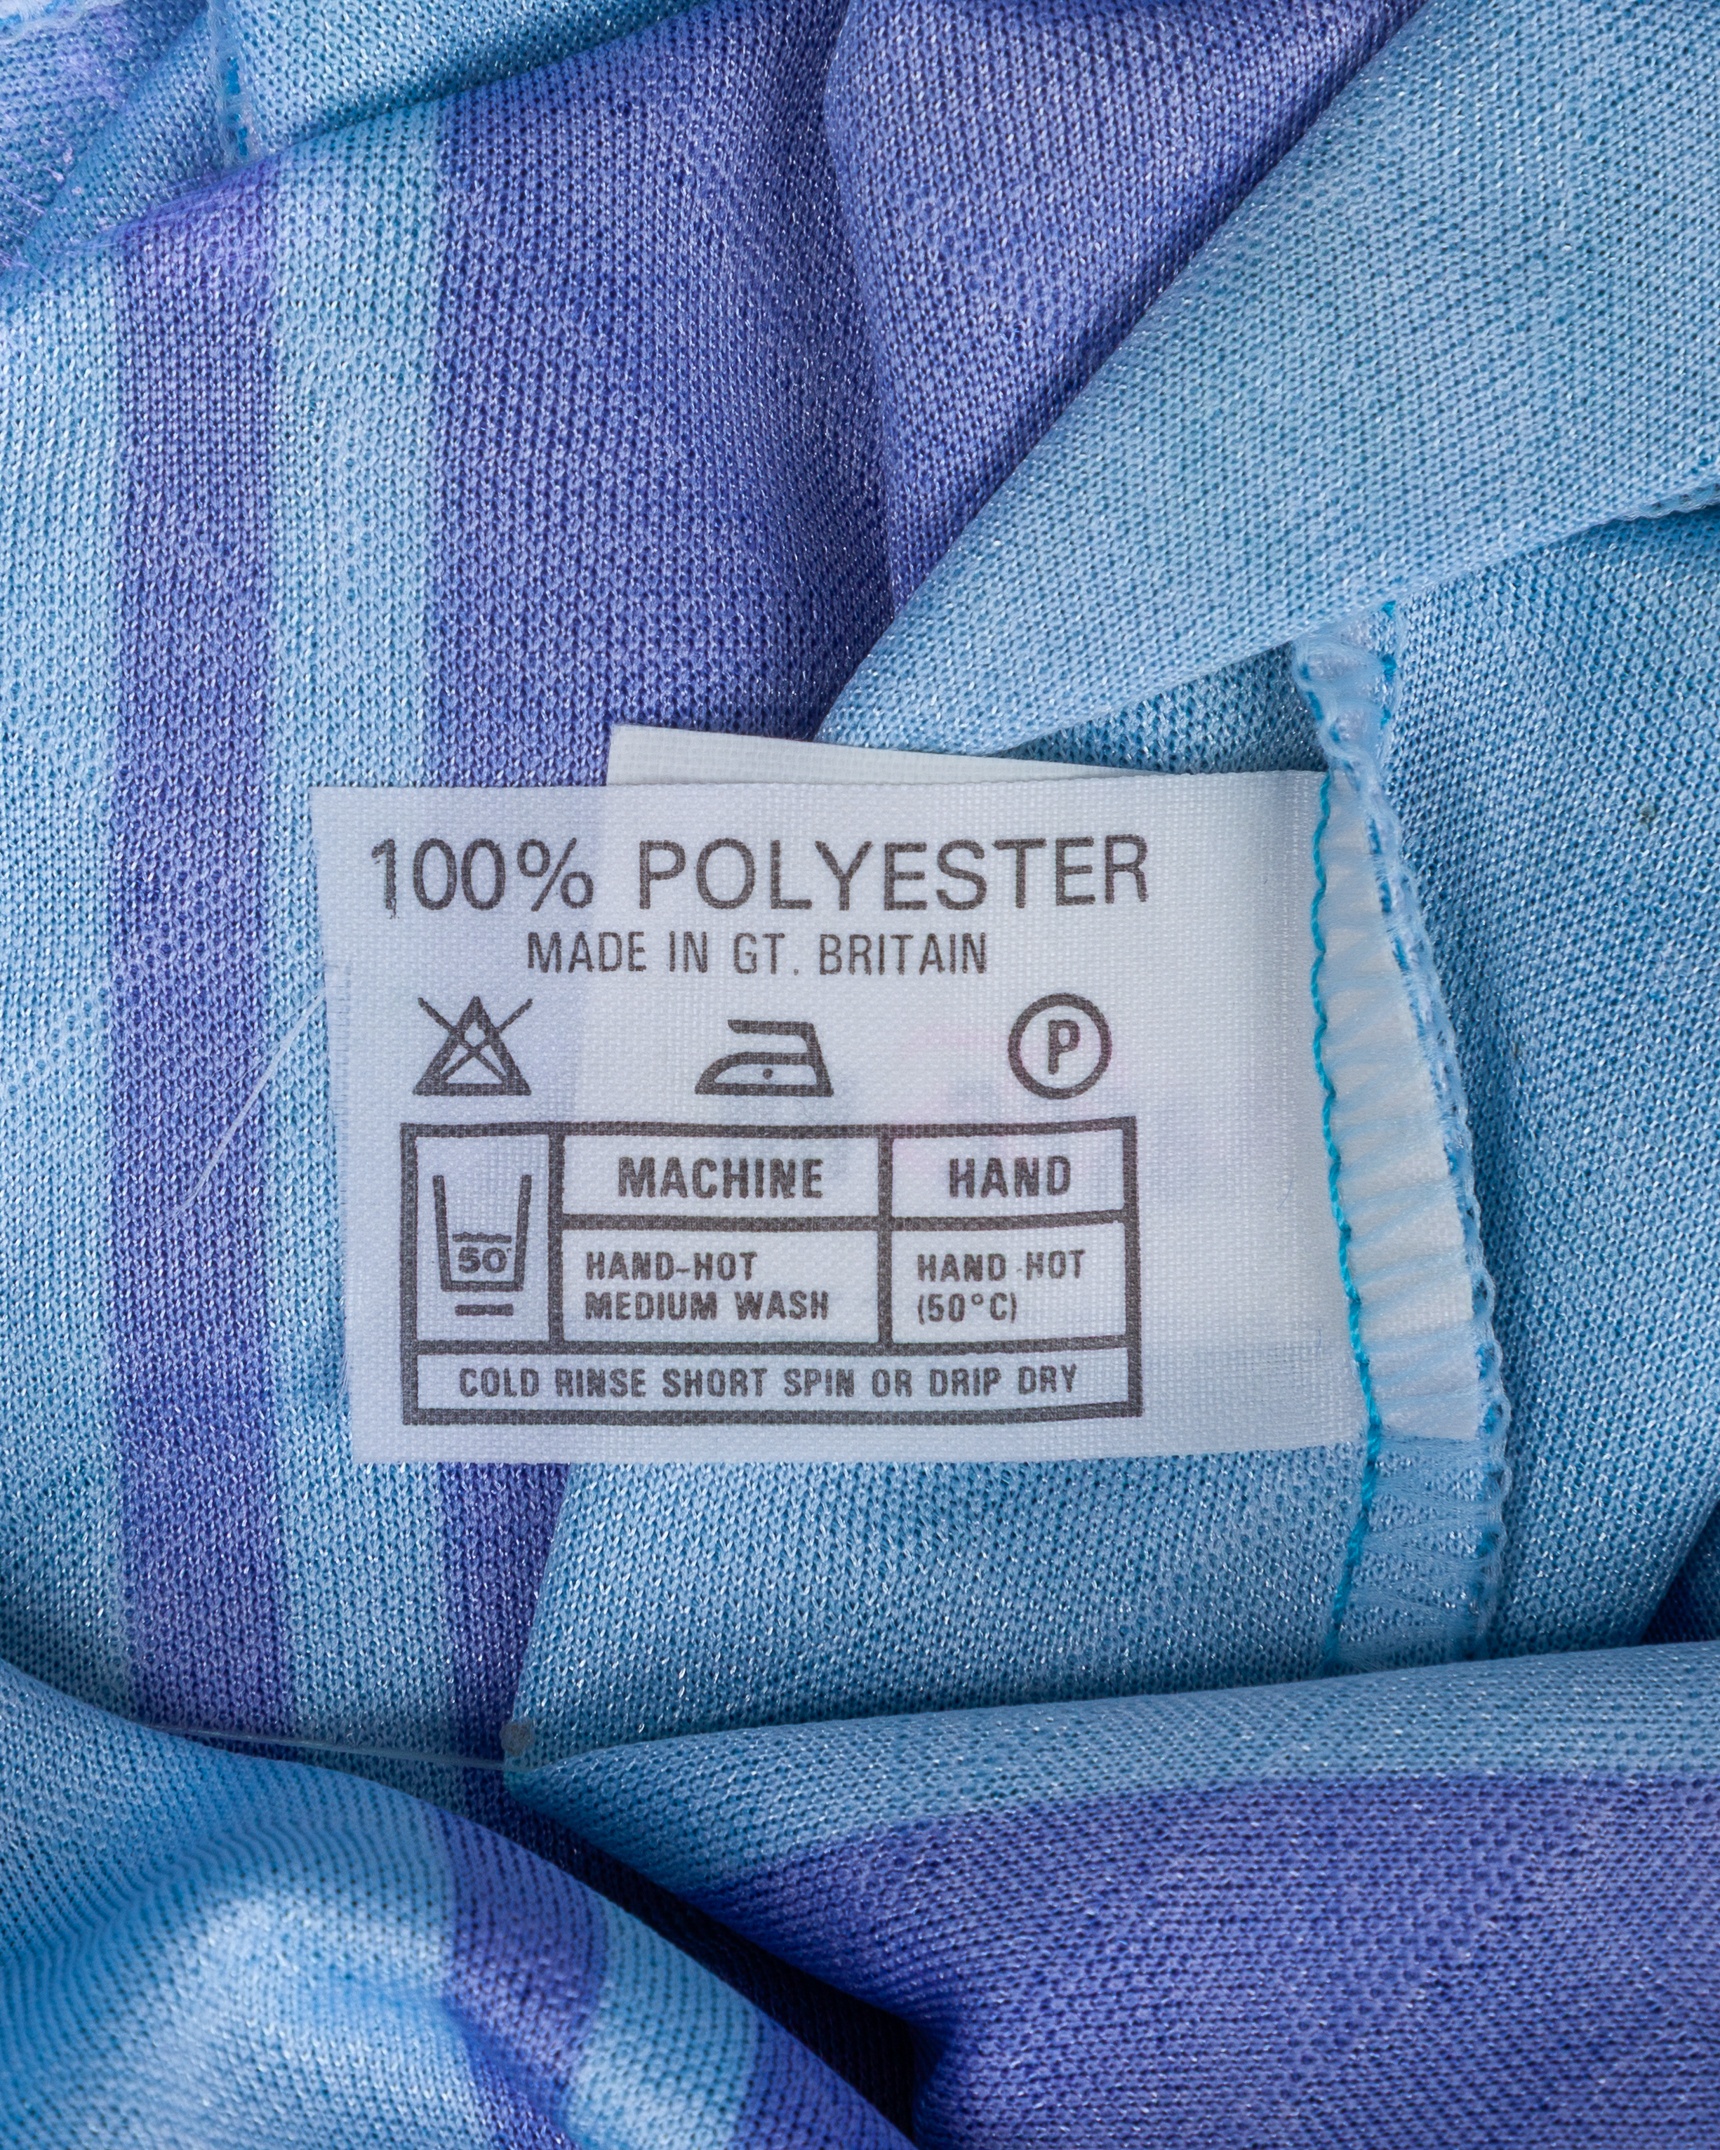 100% POLYESTER
MADE IN GT. BRITAIN
P
MACHINE HAND
50°
HAND-HOT
MEDIUM WASH
HAND HOT
(50°C)
COLD RINSE SHORT SPIN OR DRIP DRY